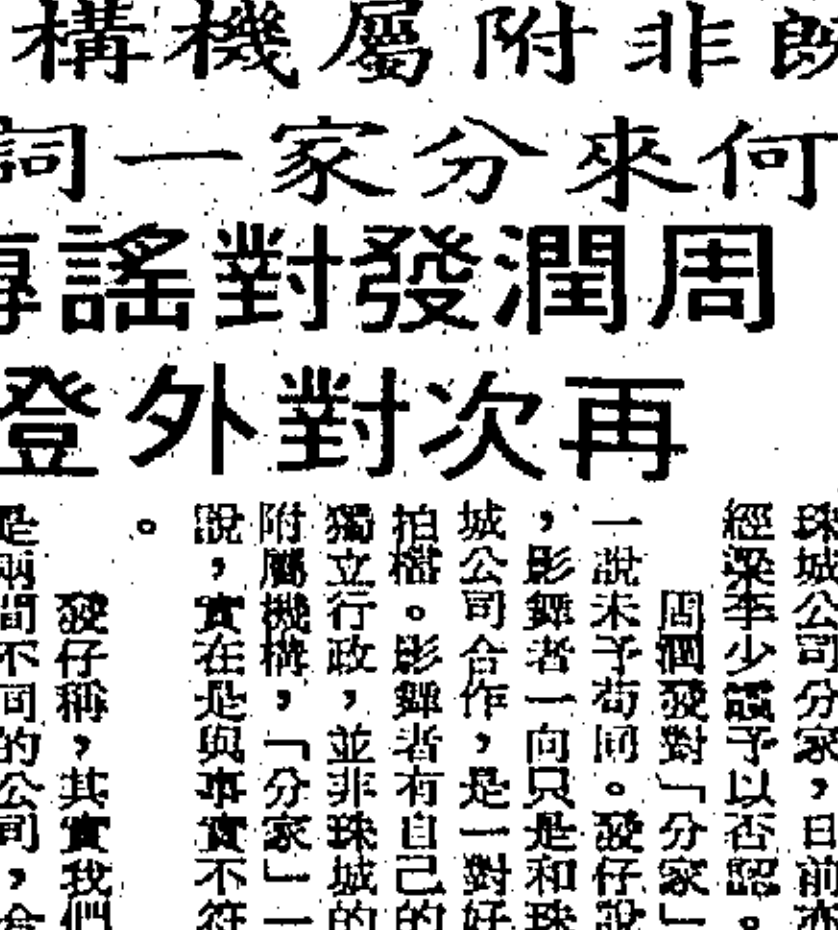 非附屬機構
何來分家一詞
周潤發對謠傳
再次對外登
珠城公司分家，日前亦
經梁李少霞予以否認。
周潤發對「分家」
一說未予苟同。發仔說
，影舞者一向只是和珠
城公司合作，是一對好
拍檔。影舞者有自己的
獨立行政，並非珠城的
附屬機構，「分家」一
說，實在是與事實不符
。
發仔稱，其實我們
是兩間不同的公司，合